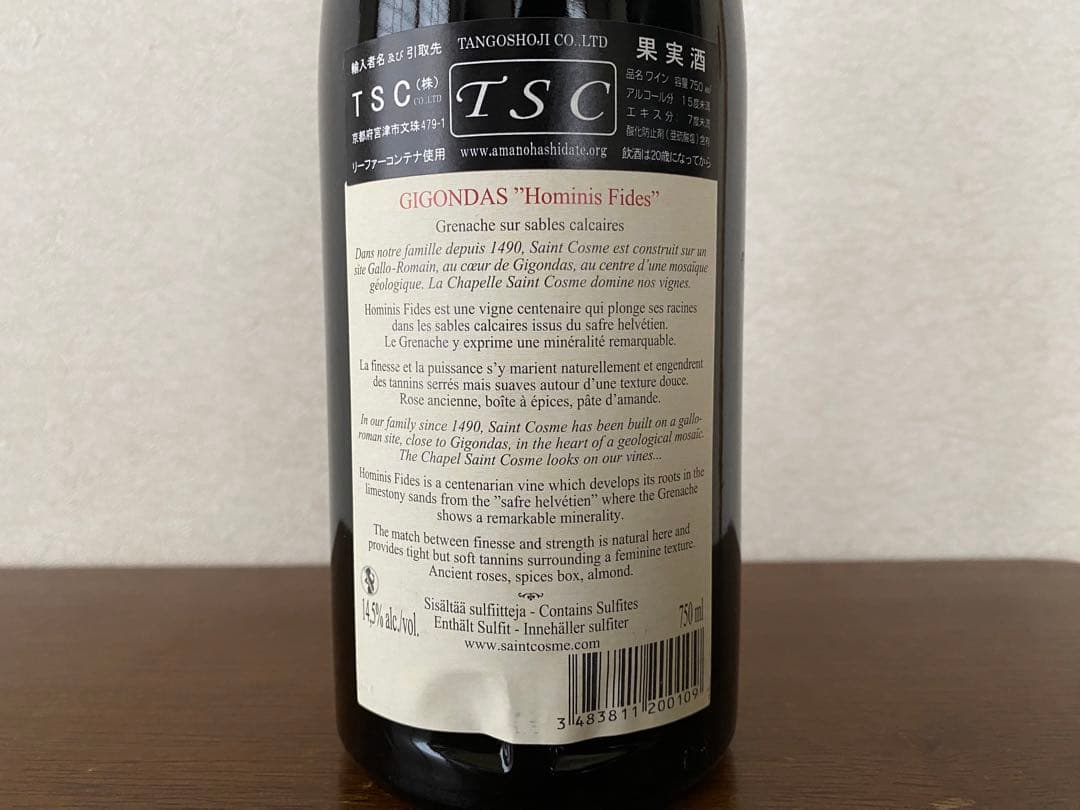 輸入者名及び引取先
TSC(株)
CO.,LTD
京都府宮津市文珠479-1
リーファーコンテナ使用
TANGOSHOJI CO.,LTD
TSC
www.amanohashidate.org
果実酒
品名 ワイン 容量 750 ml
アルコール分 15度未満
エキス分 7度未満
酸化防止剤(亜硫酸塩)含有
飲酒は20歳になってから
GIGONDAS ”Hominis Fides”
Grenache sur sables calcaires
Dans notre famille depuis 1490, Saint Cosme est construit sur un
site Gallo-Romain, au cœur de Gigondas, au centre d’une mosaïque
géologique. La Chapelle Saint Cosme domine nos vignes.
Hominis Fides est une vigne centenaire qui plonge ses racines
dans les sables calcaires issus du safre helvétien.
Le Grenache y exprime une minéralité remarquable.
La finesse et la puissance s’y marient naturellement et engendrent
des tannins serrés mais suaves autour d’une texture douce.
Rose ancienne, boîte à épices, pâte d’amande.
In our family since 1490, Saint Cosme has been built on a gallo-
roman site, close to Gigondas, in the heart of a geological mosaïc.
The Chapel Saint Cosme looks on our vines...
Hominis Fides is a centenarian vine which develops its roots in the
limestony sands from the ”safre helvétien” where the Grenache
shows a remarkable minerality.
The match between finesse and strength is natural here and
provides tight but soft tannins surrounding a feminine texture.
Ancient roses, spices box, almond.
14,5% alc./vol.
Sisältää sulfiitteja - Contains Sulfites
Enthält Sulfit - Innehäller sulfiter
www.saintcosme.com
750 ml
3 483811 200109